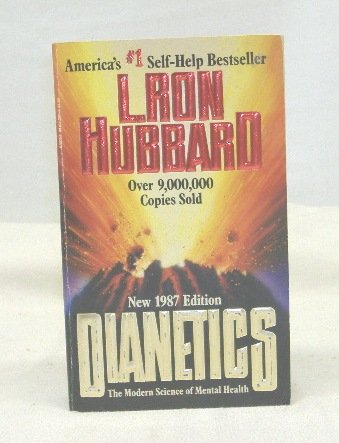 America's #1 Self-Help Bestseller
L. RON
HUBBARD
Over 9,000,000
Copies Sold
New 1987 Edition
DIANETICS
The Modern Science of Mental Health